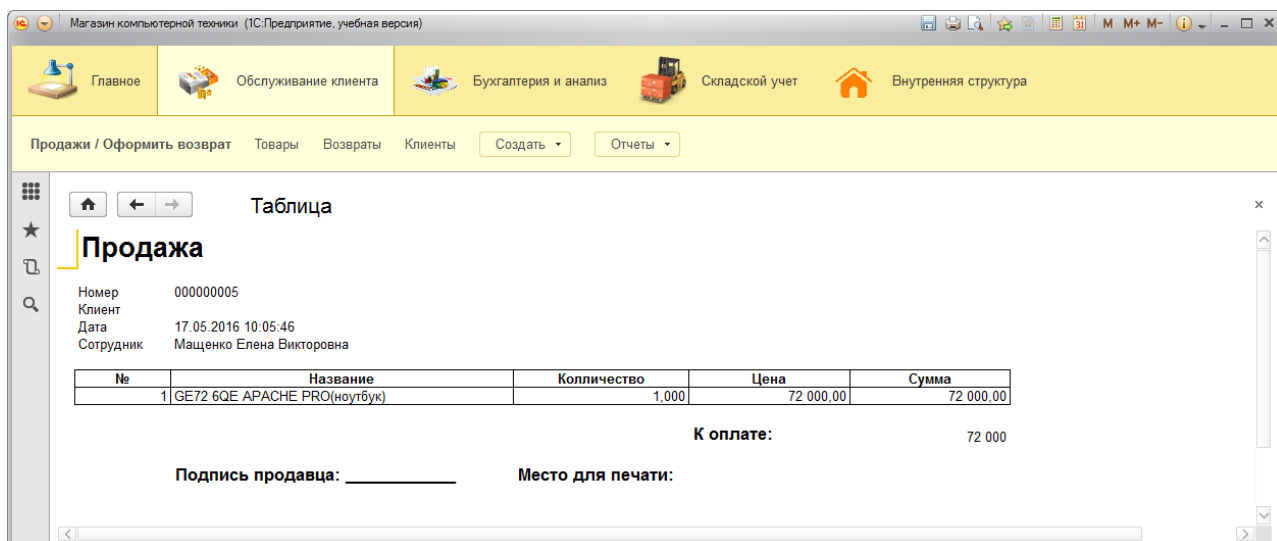 Магазин компьютерной техники (1С:Предприятие, учебная версия) M M+ M-
Главное Обслуживание клиента Бухгалтерия и анализ Складской учет Внутренняя структура
Продажи / Оформить возврат Товары Возвраты Клиенты Создать Отчеты
Таблица
Продажа
Номер 000000005
Клиент
Дата 17.05.2016 10:05:46
Сотрудник Мащенко Елена Викторовна
№ Название Колличество Цена Сумма
1 GE72 6QE APACHE PRO(ноутбук) 1,000 72 000,00 72 000,00
К оплате: 72 000
Подпись продавца: ___________ Место для печати: